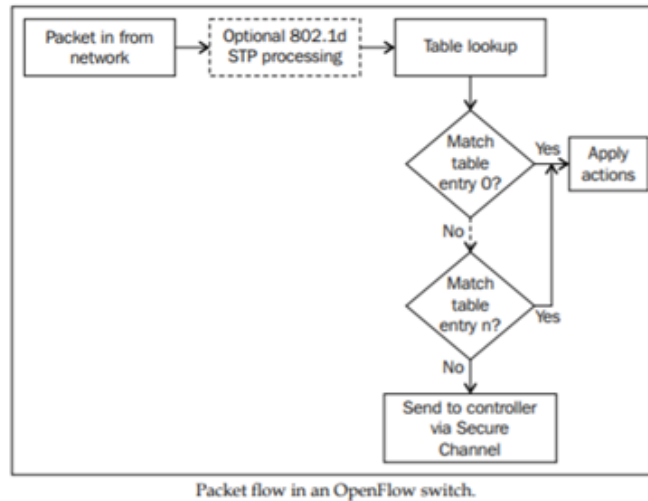 Packet in from
network
Optional 802.1d
STP processing
Table lookup
Match
table
entry 0?
Yes
Apply
actions
No
Match
table
entry n?
Yes
No
Send to controller
via Secure
Channel
Packet flow in an OpenFlow switch.